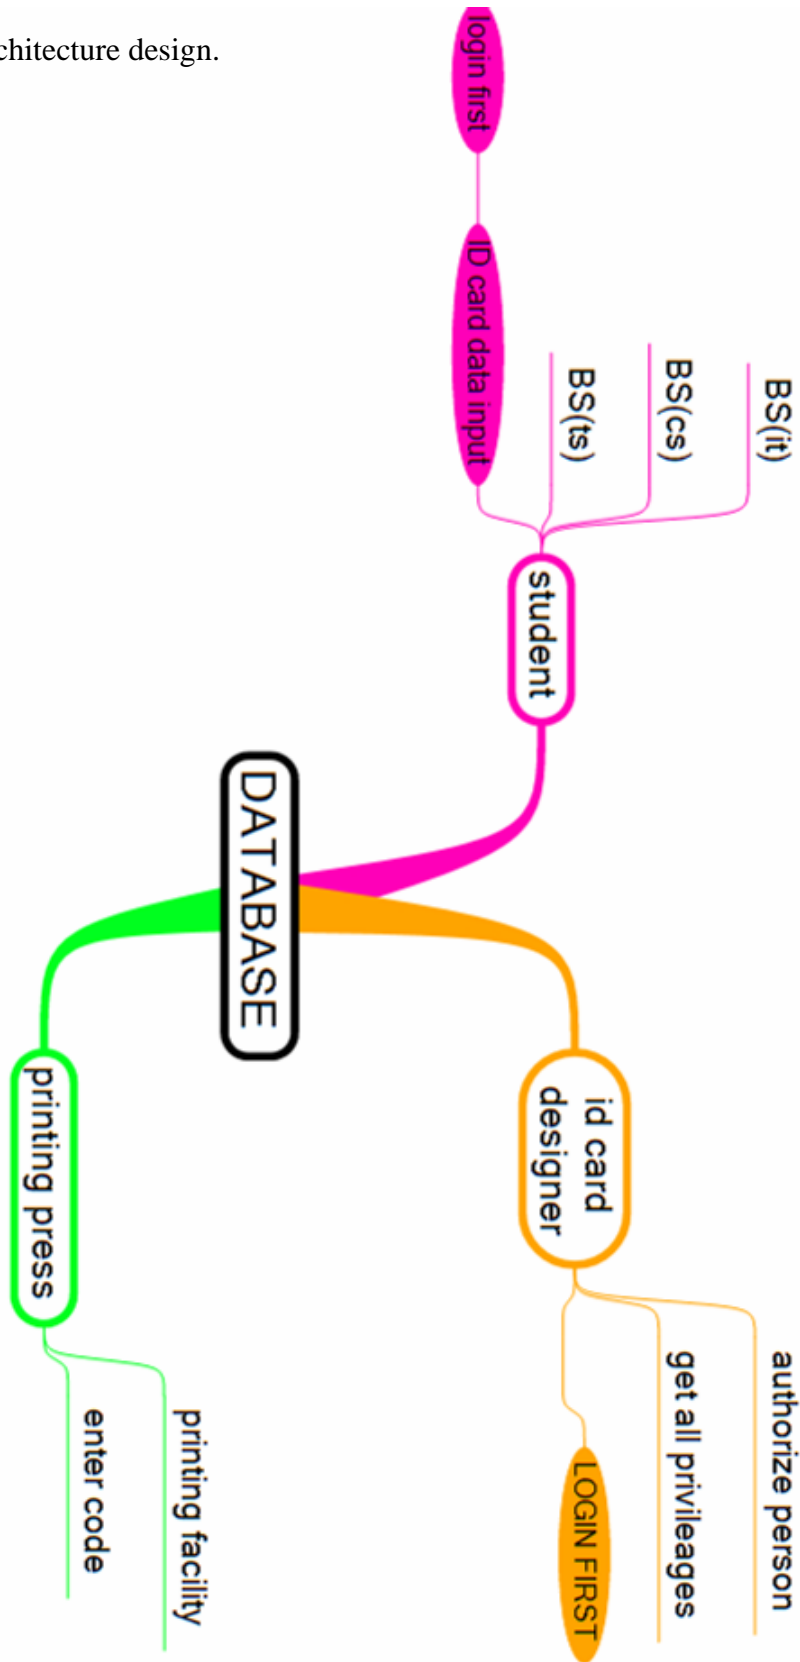 chitecture design.
login first
ID card data input
BS(ts)
BS(cs)
BS(it)
student
DATABASE
id card
designer
authorize person
get all privileages
LOGIN FIRST
printing press
printing facility
enter code